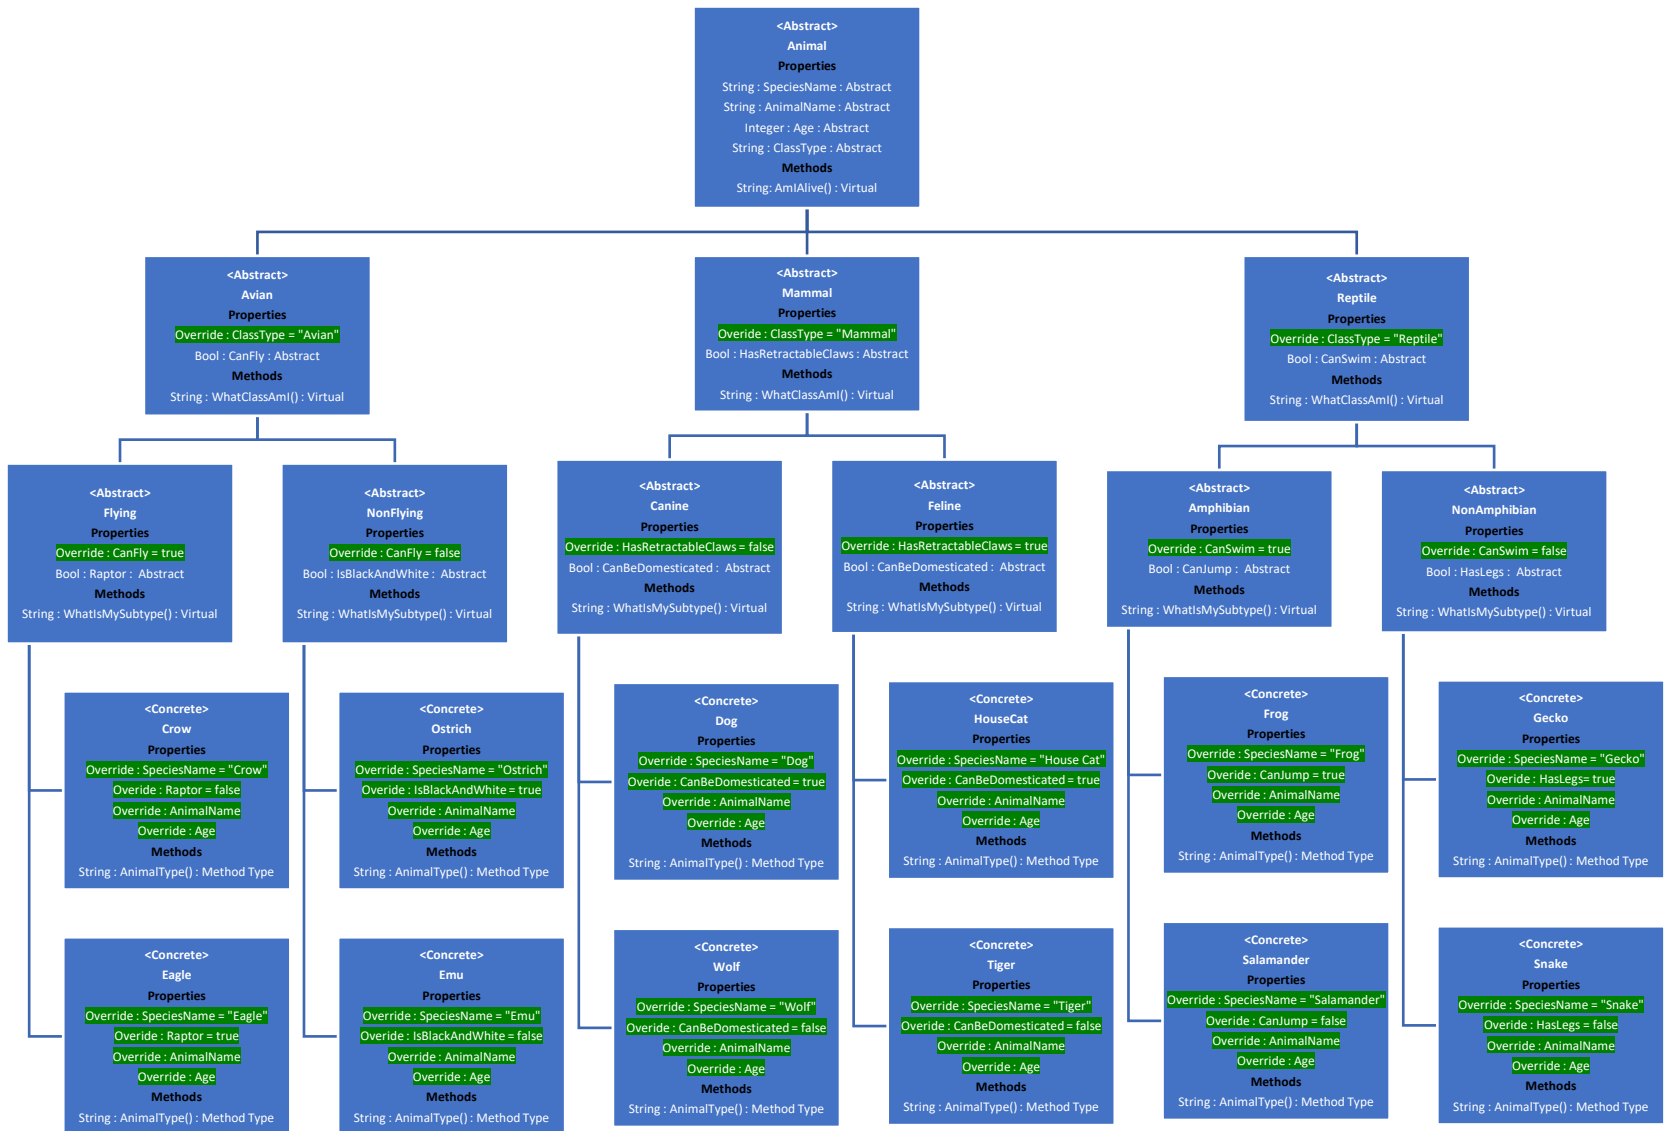 <Abstract>
Animal
Properties
String : SpeciesName : Abstract
String : AnimalName : Abstract
Integer : Age : Abstract
String : ClassType : Abstract
Methods
String: AmIAlive() : Virtual
<Abstract>
Avian
Properties
Override : ClassType = "Avian"
Bool : CanFly : Abstract
Methods
String : WhatClassAmI() : Virtual
<Abstract>
Mammal
Properties
Overide : ClassType = "Mammal"
Bool : HasRetractableClaws : Abstract
Methods
String : WhatClassAmI() : Virtual
<Abstract>
Reptile
Properties
Override : ClassType = "Reptile"
Bool : CanSwim : Abstract
Methods
String : WhatClassAmI() : Virtual
<Abstract>
Flying
Properties
Override : CanFly = true
Bool : Raptor : Abstract
Methods
String : WhatIsMySubtype() : Virtual
<Abstract>
NonFlying
Properties
Override : CanFly = false
Bool : IsBlackAndWhite : Abstract
Methods
String : WhatIsMySubtype() : Virtual
<Abstract>
Canine
Properties
Override : HasRetractableClaws = false
Bool : CanBeDomesticated : Abstract
Methods
String : WhatIsMySubtype() : Virtual
<Abstract>
Feline
Properties
Override : HasRetractableClaws = true
Bool : CanBeDomesticated : Abstract
Methods
String : WhatIsMySubtype() : Virtual
<Abstract>
Amphibian
Properties
Override : CanSwim = true
Bool : CanJump : Abstract
Methods
String : WhatIsMySubtype() : Virtual
<Abstract>
NonAmphibian
Properties
Override : CanSwim = false
Bool : HasLegs : Abstract
Methods
String : WhatIsMySubtype() : Virtual
<Concrete>
Crow
Properties
Override : SpeciesName = "Crow"
Overide : Raptor = false
Override : AnimalName
Override : Age
Methods
String : AnimalType() : Method Type
<Concrete>
Ostrich
Properties
Override : SpeciesName = "Ostrich"
Overide : IsBlackAndWhite = true
Override : AnimalName
Override : Age
Methods
String : AnimalType() : Method Type
<Concrete>
Dog
Properties
Override : SpeciesName = "Dog"
Overide : CanBeDomesticated = true
Override : AnimalName
Override : Age
Methods
String : AnimalType() : Method Type
<Concrete>
HouseCat
Properties
Override : SpeciesName = "House Cat"
Overide : CanBeDomesticated = true
Override : AnimalName
Override : Age
Methods
String : AnimalType() : Method Type
<Concrete>
Frog
Properties
Override : SpeciesName = "Frog"
Overide : CanJump = true
Override : AnimalName
Override : Age
Methods
String : AnimalType() : Method Type
<Concrete>
Gecko
Properties
Override : SpeciesName = "Gecko"
Overide : HasLegs= true
Override : AnimalName
Override : Age
Methods
String : AnimalType() : Method Type
<Concrete>
Eagle
Properties
Override : SpeciesName = "Eagle"
Overide : Raptor = true
Override : AnimalName
Override : Age
Methods
String : AnimalType() : Method Type
<Concrete>
Emu
Properties
Override : SpeciesName = "Emu"
Overide : IsBlackAndWhite = false
Override : AnimalName
Override : Age
Methods
String : AnimalType() : Method Type
<Concrete>
Wolf
Properties
Override : SpeciesName = "Wolf"
Overide : CanBeDomesticated = false
Override : AnimalName
Override : Age
Methods
String : AnimalType() : Method Type
<Concrete>
Tiger
Properties
Override : SpeciesName = "Tiger"
Overide : CanBeDomesticated = false
Override : AnimalName
Override : Age
Methods
String : AnimalType() : Method Type
<Concrete>
Salamander
Properties
Override : SpeciesName = "Salamander"
Overide : CanJump = false
Override : AnimalName
Override : Age
Methods
String : AnimalType() : Method Type
<Concrete>
Snake
Properties
Override : SpeciesName = "Snake"
Overide : HasLegs = false
Override : AnimalName
Override : Age
Methods
String : AnimalType() : Method Type